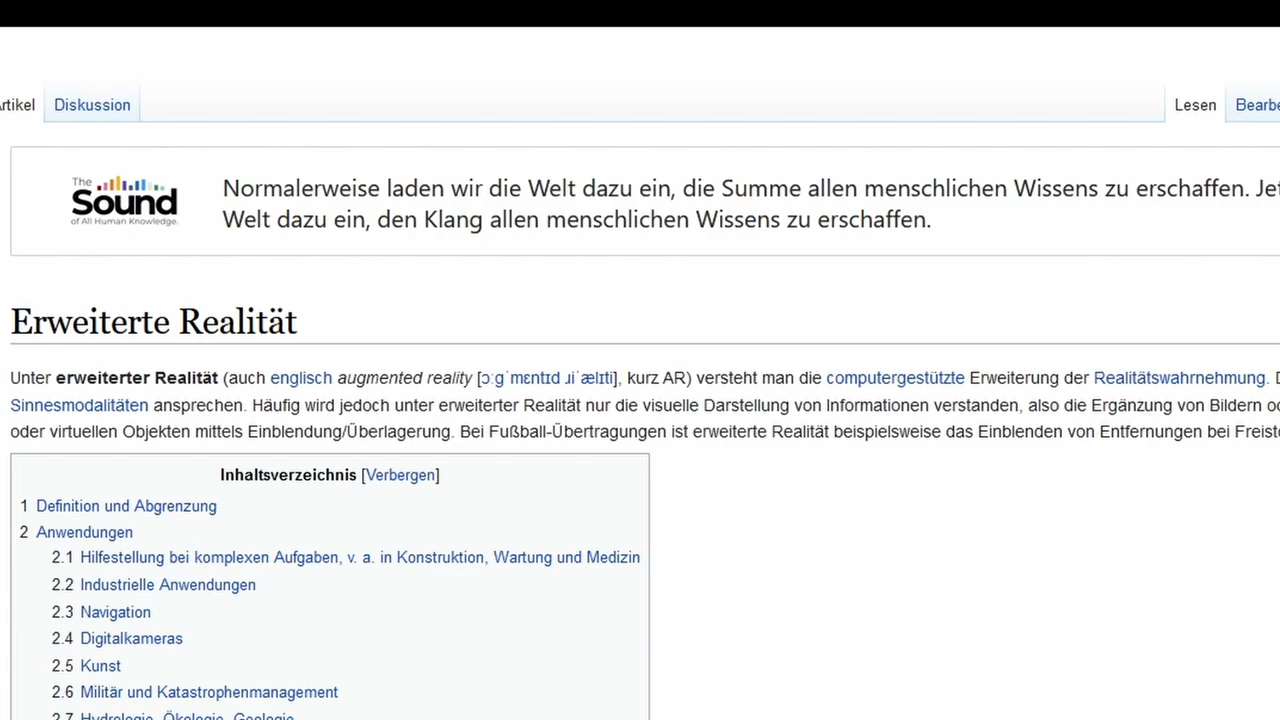 rtikel Diskussion Lesen Bearbe
The
Sound
of All Human Knowledge.
Normalerweise laden wir die Welt dazu ein, die Summe allen menschlichen Wissens zu erschaffen. Jet
Welt dazu ein, den Klang allen menschlichen Wissens zu erschaffen.
Erweiterte Realität
Unter erweiterter Realität (auch englisch augmented reality [ɔːɡˈmɛntɪd ɹiˈælɪti], kurz AR) versteht man die computergestützte Erweiterung der Realitätswahrnehmung. D
Sinnesmodalitäten ansprechen. Häufig wird jedoch unter erweiterter Realität nur die visuelle Darstellung von Informationen verstanden, also die Ergänzung von Bildern od
oder virtuellen Objekten mittels Einblendung/Überlagerung. Bei Fußball-Übertragungen ist erweiterte Realität beispielsweise das Einblenden von Entfernungen bei Freisto
Inhaltsverzeichnis [Verbergen]
1 Definition und Abgrenzung
2 Anwendungen
2.1 Hilfestellung bei komplexen Aufgaben, v. a. in Konstruktion, Wartung und Medizin
2.2 Industrielle Anwendungen
2.3 Navigation
2.4 Digitalkameras
2.5 Kunst
2.6 Militär und Katastrophenmanagement
2.7 Hydrologie, Ökologie, Geologie